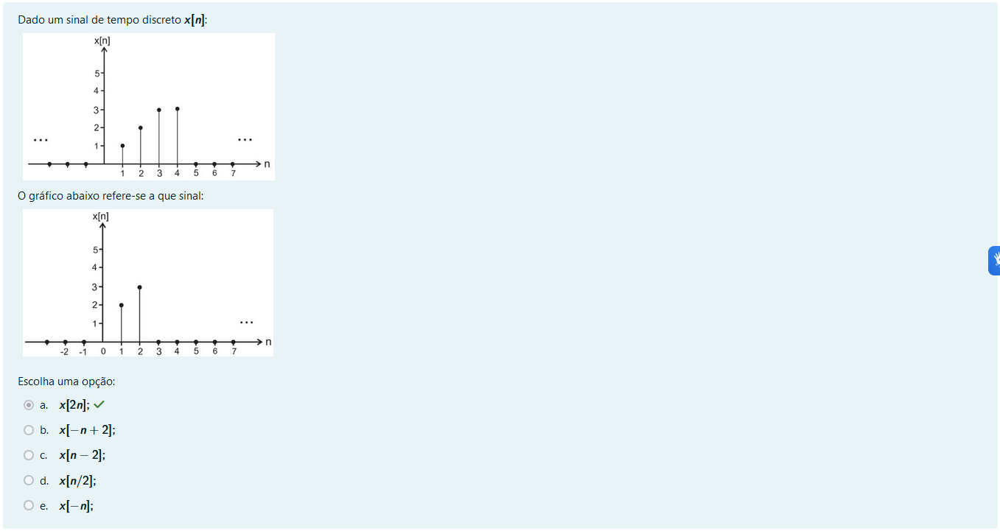 Dado um sinal de tempo discreto x[n]:
x[n]
5
4
3
2
1
...
...
n
1 2 3 4 5 6 7
O gráfico abaixo refere-se a que sinal:
x[n]
5
4
3
2
1
...
n
-2 -1 0 1 2 3 4 5 6 7
Escolha uma opção:
a. x[2n]; ✓
b. x[−n + 2];
c. x[n − 2];
d. x[n/2];
e. x[−n];